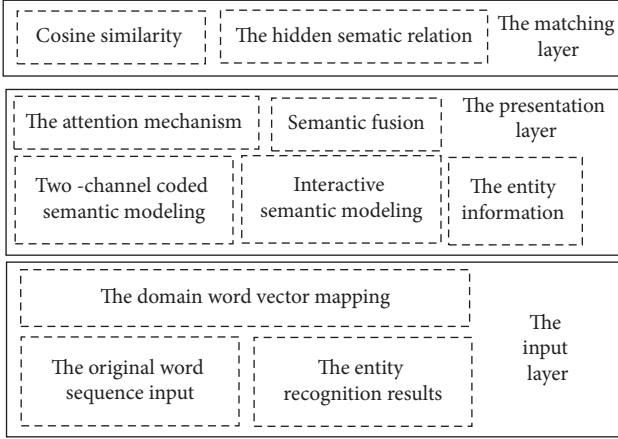 Cosine similarity
The hidden sematic relation
The matching
layer
The attention mechanism
Semantic fusion
The presentation
layer
Two -channel coded
semantic modeling
Interactive
semantic modeling
The entity
information
The domain word vector mapping
The
input
layer
The original word
sequence input
The entity
recognition results